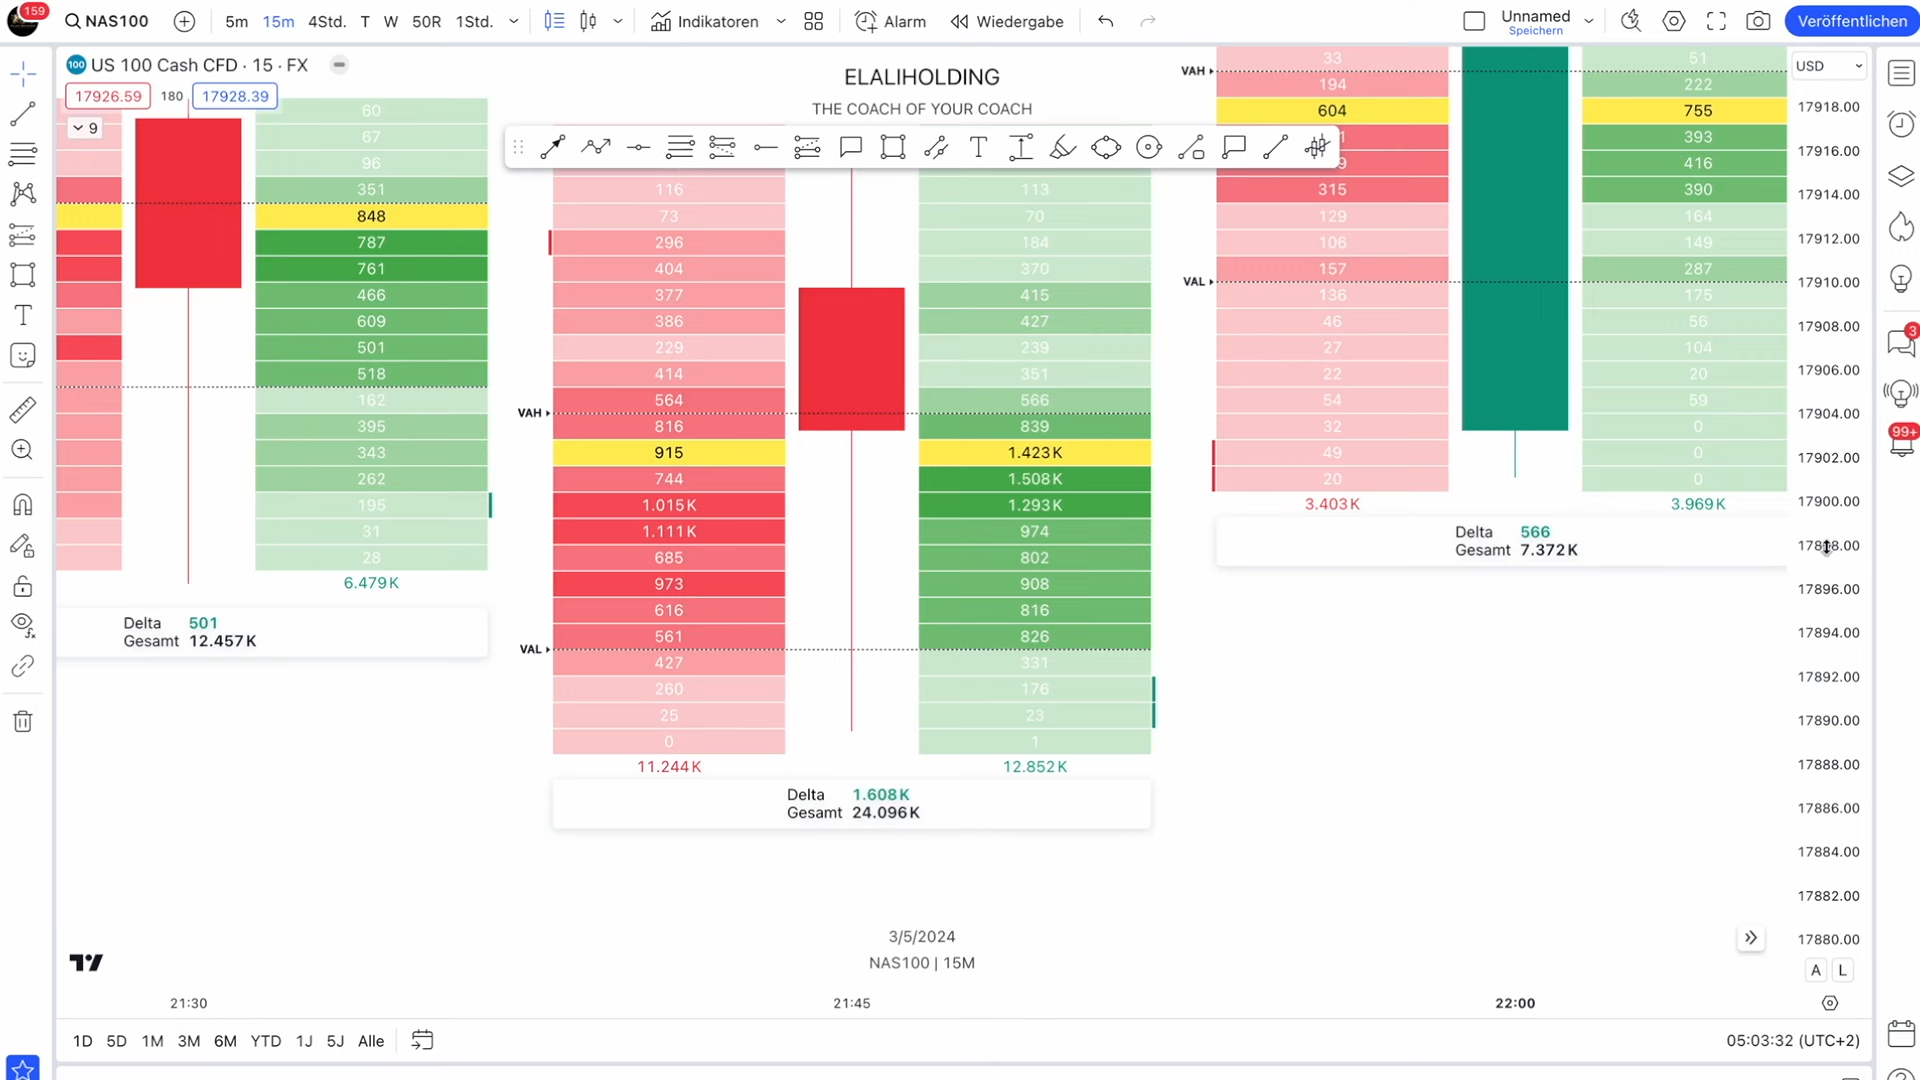 159
NAS100
5m
15m
4Std.
T
W
50R
1Std.
Indikatoren
Alarm
Wiedergabe
Unnamed
Speichern
Veröffentlichen
100
US 100 Cash CFD · 15 · FX
17926.59
180
17928.39
9
ELALIHOLDING
THE COACH OF YOUR COACH
60
67
96
351
848
787
761
466
609
501
518
162
395
343
262
195
31
28
6.479K
Delta 501
Gesamt 12.457K
116
73
296
404
377
386
229
414
564
VAH
816
915
744
1.015K
1.111K
685
973
616
561
VAL
427
260
25
0
11.244K
113
70
184
370
415
427
239
351
566
839
1.423K
1.508K
1.293K
974
802
908
816
826
331
176
23
1
12.852K
Delta 1.608K
Gesamt 24.096K
33
VAH
194
604
315
129
106
157
VAL
136
46
27
22
54
32
49
20
3.403K
51
222
755
393
416
390
164
149
287
175
56
104
20
59
0
0
0
3.969K
Delta 566
Gesamt 7.372K
USD
17918.00
17916.00
17914.00
17912.00
17910.00
17908.00
17906.00
17904.00
17902.00
17900.00
17896.00
17894.00
17892.00
17890.00
17888.00
17886.00
17884.00
17882.00
17880.00
A
L
3
99+
3/5/2024
NAS100 | 15M
21:30
21:45
22:00
1D
5D
1M
3M
6M
YTD
1J
5J
Alle
05:03:32 (UTC+2)